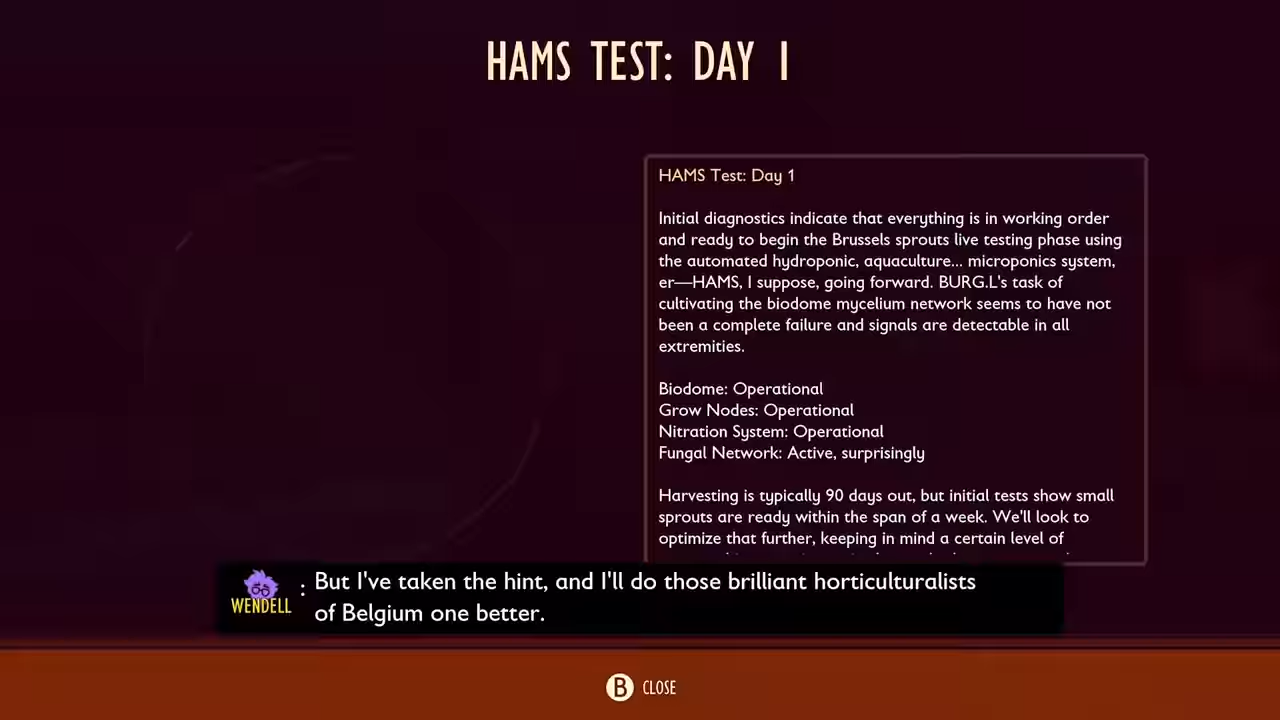 HAMS TEST: DAY 1
HAMS Test: Day 1
Initial diagnostics indicate that everything is in working order
and ready to begin the Brussels sprouts live testing phase using
the automated hydroponic, aquaculture... microponics system,
er—HAMS, I suppose, going forward. BURG.L's task of
cultivating the biodome mycelium network seems to have not
been a complete failure and signals are detectable in all
extremities.
Biodome: Operational
Grow Nodes: Operational
Nitration System: Operational
Fungal Network: Active, surprisingly
Harvesting is typically 90 days out, but initial tests show small
sprouts are ready within the span of a week. We'll look to
optimize that further, keeping in mind a certain level of
WENDELL : But I've taken the hint, and I'll do those brilliant horticulturalists
of Belgium one better.
B CLOSE